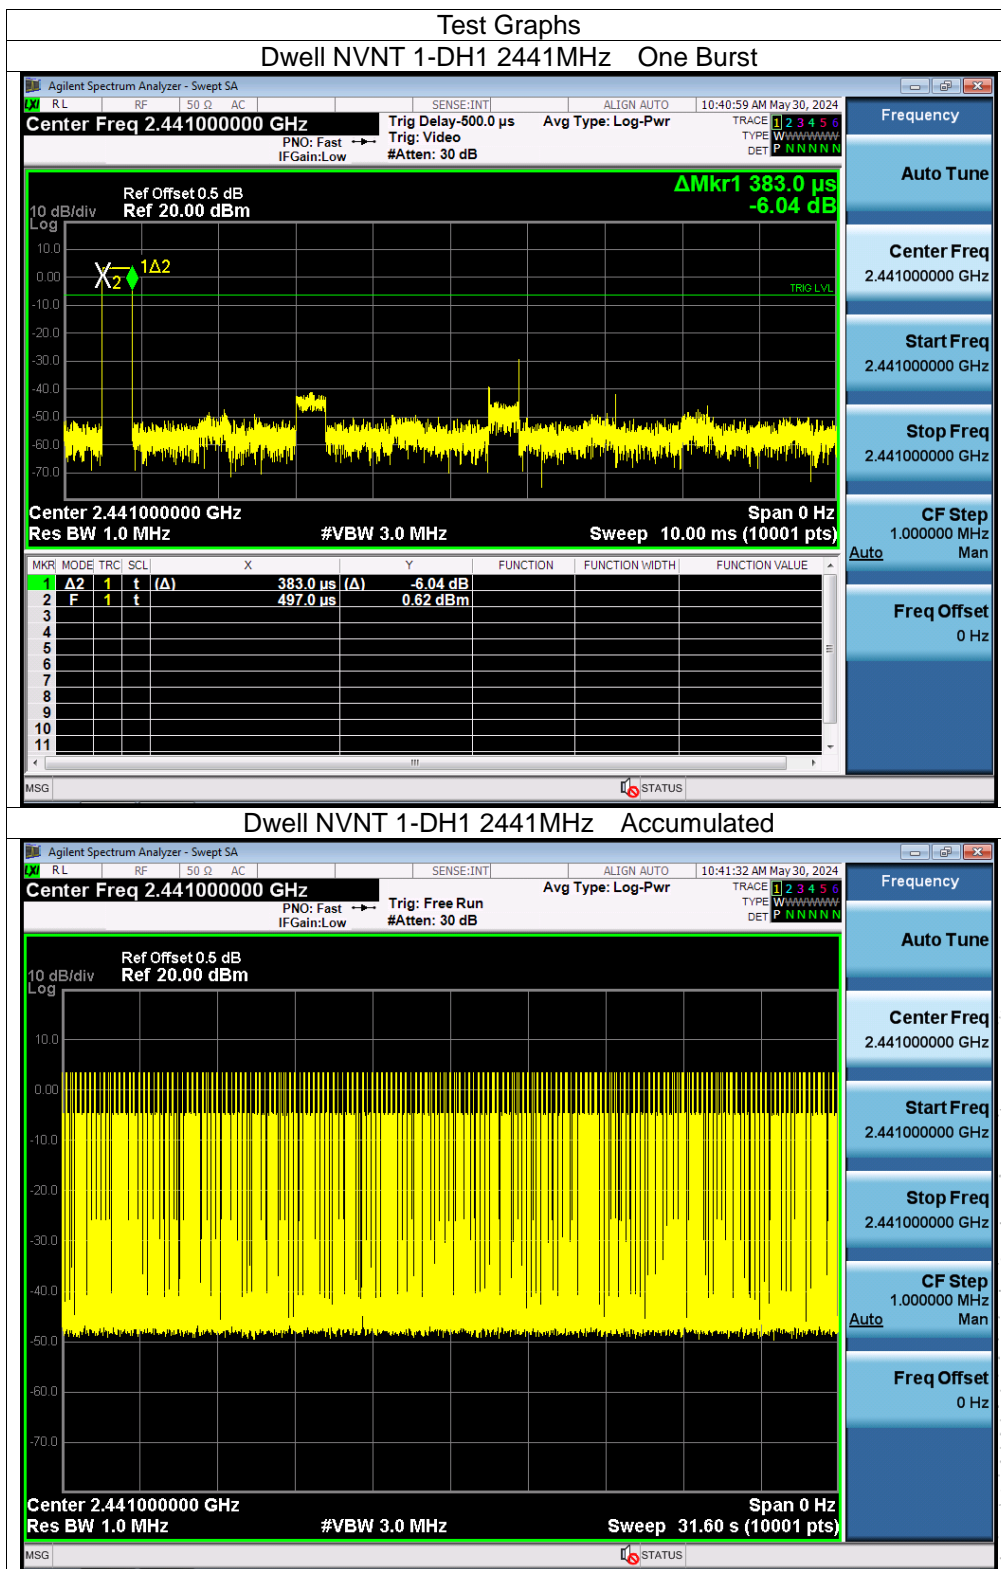 Test Graphs
Dwell NVNT 1-DH1 2441MHz One Burst
Agilent Spectrum Analyzer - Swept SA
LXI RL RF 50 Ω AC SENSE:INT ALIGN AUTO 10:40:59 AM May 30, 2024
Center Freq 2.441000000 GHz
PNO: Fast
IFGain:Low
Trig Delay-500.0 µs
Trig: Video
#Atten: 30 dB
Avg Type: Log-Pwr
TRACE 1 2 3 4 5 6
TYPE WWWWWW
DET P N N N N N
Ref Offset 0.5 dB
10 dB/div Ref 20.00 dBm
Log
ΔMkr1 383.0 µs
-6.04 dB
10.0
0.00
-10.0
-20.0
-30.0
-40.0
-50.0
-60.0
-70.0
X2 1Δ2
TRIG LVL
Center 2.441000000 GHz Span 0 Hz
Res BW 1.0 MHz #VBW 3.0 MHz Sweep 10.00 ms (10001 pts)
MKR MODE TRC SCL X Y FUNCTION FUNCTION WIDTH FUNCTION VALUE
1 Δ2 1 t (Δ) 383.0 µs (Δ) -6.04 dB
2 F 1 t 497.0 µs 0.62 dBm
3
4
5
6
7
8
9
10
11
MSG STATUS
Frequency
Auto Tune
Center Freq
2.441000000 GHz
Start Freq
2.441000000 GHz
Stop Freq
2.441000000 GHz
CF Step
1.000000 MHz
Auto Man
Freq Offset
0 Hz
Dwell NVNT 1-DH1 2441MHz Accumulated
Agilent Spectrum Analyzer - Swept SA
LXI RL RF 50 Ω AC SENSE:INT ALIGN AUTO 10:41:32 AM May 30, 2024
Center Freq 2.441000000 GHz
PNO: Fast
IFGain:Low
Trig: Free Run
#Atten: 30 dB
Avg Type: Log-Pwr
TRACE 1 2 3 4 5 6
TYPE WWWWWW
DET P N N N N N
Ref Offset 0.5 dB
10 dB/div Ref 20.00 dBm
Log
10.0
0.00
-10.0
-20.0
-30.0
-40.0
-50.0
-60.0
-70.0
Center 2.441000000 GHz Span 0 Hz
Res BW 1.0 MHz #VBW 3.0 MHz Sweep 31.60 s (10001 pts)
MSG STATUS
Frequency
Auto Tune
Center Freq
2.441000000 GHz
Start Freq
2.441000000 GHz
Stop Freq
2.441000000 GHz
CF Step
1.000000 MHz
Auto Man
Freq Offset
0 Hz